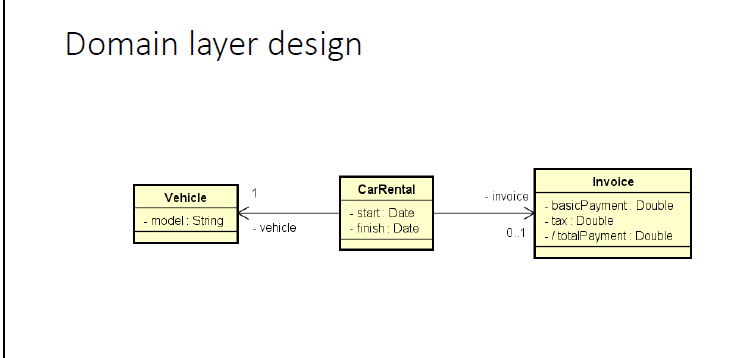 Domain layer design
Vehicle
- model : String
1
- vehicle
CarRental
- start : Date
- finish : Date
- invoice
0..1
Invoice
- basicPayment : Double
- tax : Double
- / totalPayment : Double